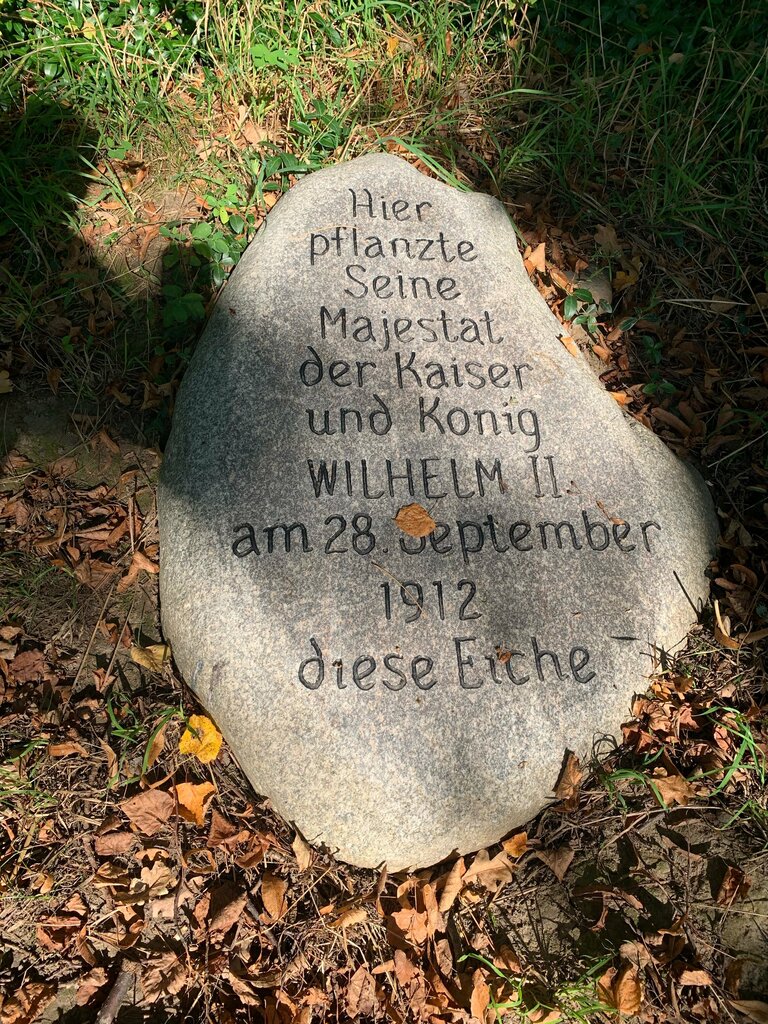 Hier
pflanzte
Seine
Majestat
der Kaiser
und Konig
WILHELM II.
am 28. September
1912
diese Eiche